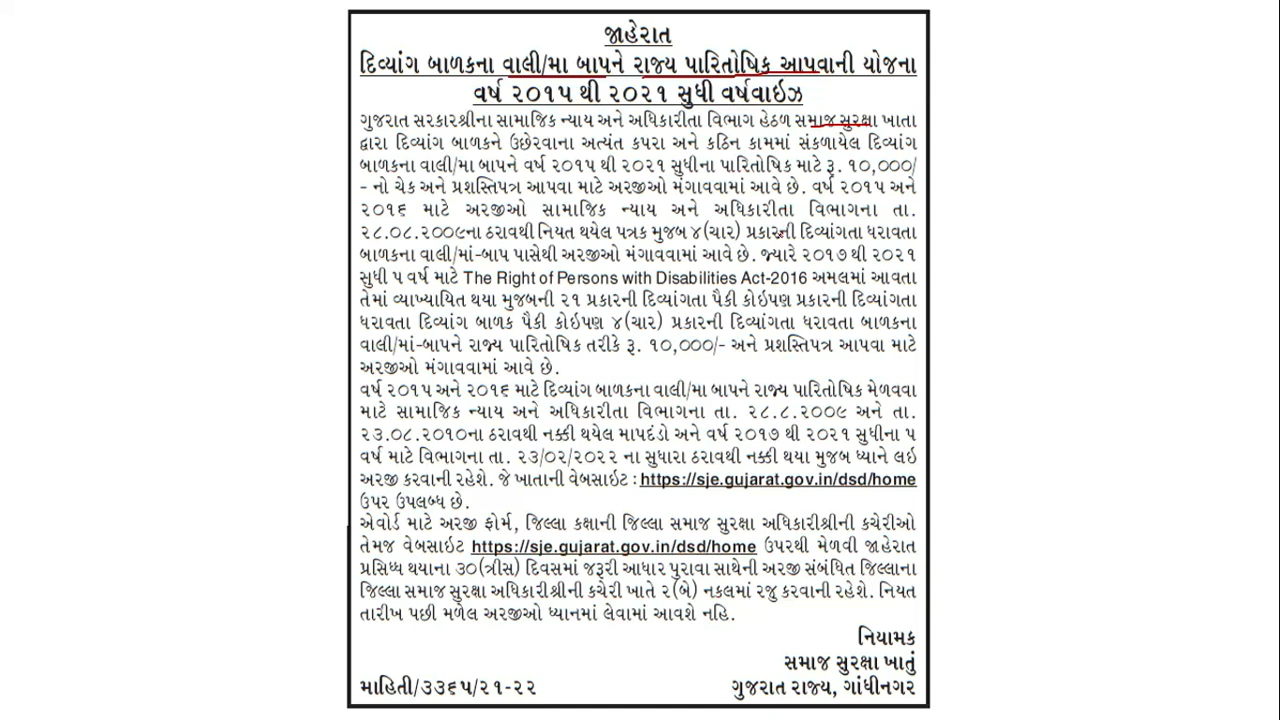 જાહેરાત
દિવ્યાંગ બાળકના વાલી/મા બાપને રાજ્ય પારિતોષિક આપવાની યોજના
વર્ષ ૨૦૧૫ થી ૨૦૨૧ સુધી વર્ષવાઇઝ
ગુજરાત સરકારશ્રીના સામાજિક ન્યાય અને અધિકારીતા વિભાગ હેઠળ સમાજ સુરક્ષા ખાતા
દ્વારા દિવ્યાંગ બાળકને ઉછેરવાના અત્યંત કપરા અને કઠિન કામમાં સંકળાયેલ દિવ્યાંગ
બાળકના વાલી/મા બાપને વર્ષ ૨૦૧૫ થી ૨૦૨૧ સુધીના પારિતોષિક માટે રૂ. ૧૦,૦૦૦/
- નો ચેક અને પ્રશસ્તિપત્ર આપવા માટે અરજીઓ મંગાવવામાં આવે છે. વર્ષ ૨૦૧૫ અને
૨૦૧૬ માટે અરજીઓ સામાજિક ન્યાય અને અધિકારીતા વિભાગના તા.
૨૮.૦૮.૨૦૦૯ના ઠરાવથી નિયત થયેલ પત્રક મુજબ ૪(ચાર) પ્રકારની દિવ્યાંગતા ધરાવતા
બાળકના વાલી/માં-બાપ પાસેથી અરજીઓ મંગાવવામાં આવે છે. જ્યારે ૨૦૧૭ થી ૨૦૨૧
સુધી ૫ વર્ષ માટે The Right of Persons with Disabilities Act-2016 અમલમાં આવતા
તેમાં વ્યાખ્યાયિત થયા મુજબની ૨૧ પ્રકારની દિવ્યાંગતા પૈકી કોઇપણ પ્રકારની દિવ્યાંગતા
ધરાવતા દિવ્યાંગ બાળક પૈકી કોઇપણ ૪(ચાર) પ્રકારની દિવ્યાંગતા ધરાવતા બાળકના
વાલી/માં-બાપને રાજ્ય પારિતોષિક તરીકે રૂ. ૧૦,૦૦૦/- અને પ્રશસ્તિપત્ર આપવા માટે
અરજીઓ મંગાવવામાં આવે છે.
વર્ષ ૨૦૧૫ અને ૨૦૧૬ માટે દિવ્યાંગ બાળકના વાલી/મા બાપને રાજ્ય પારિતોષિક મેળવવા
માટે સામાજિક ન્યાય અને અધિકારીતા વિભાગના તા. ૨૮.૮.૨૦૦૯ અને તા.
૨૩.૦૮.૨૦૧૦ના ઠરાવથી નક્કી થયેલ માપદંડો અને વર્ષ ૨૦૧૭ થી ૨૦૨૧ સુધીના ૫
વર્ષ માટે વિભાગના તા. ૨૩/૦૨/૨૦૨૨ ના સુધારા ઠરાવથી નક્કી થયા મુજબ ધ્યાને લઇ
અરજી કરવાની રહેશે. જે ખાતાની વેબસાઇટ : https://sje.gujarat.gov.in/dsd/home
ઉપર ઉપલબ્ધ છે.
એવોર્ડ માટે અરજી ફોર્મ, જિલ્લા કક્ષાની જિલ્લા સમાજ સુરક્ષા અધિકારીશ્રીની કચેરીઓ
તેમજ વેબસાઇટ https://sje.gujarat.gov.in/dsd/home ઉપરથી મેળવી જાહેરાત
પ્રસિધ્ધ થયાના ૩૦(ત્રીસ) દિવસમાં જરૂરી આધાર પુરાવા સાથેની અરજી સંબંધિત જિલ્લાના
જિલ્લા સમાજ સુરક્ષા અધિકારીશ્રીની કચેરી ખાતે ૨(બે) નકલમાં રજુ કરવાની રહેશે. નિયત
તારીખ પછી મળેલ અરજીઓ ધ્યાનમાં લેવામાં આવશે નહિ.
નિયામક
સમાજ સુરક્ષા ખાતું
માહિતી/૩૩૬૫/૨૧-૨૨ ગુજરાત રાજ્ય, ગાંધીનગર